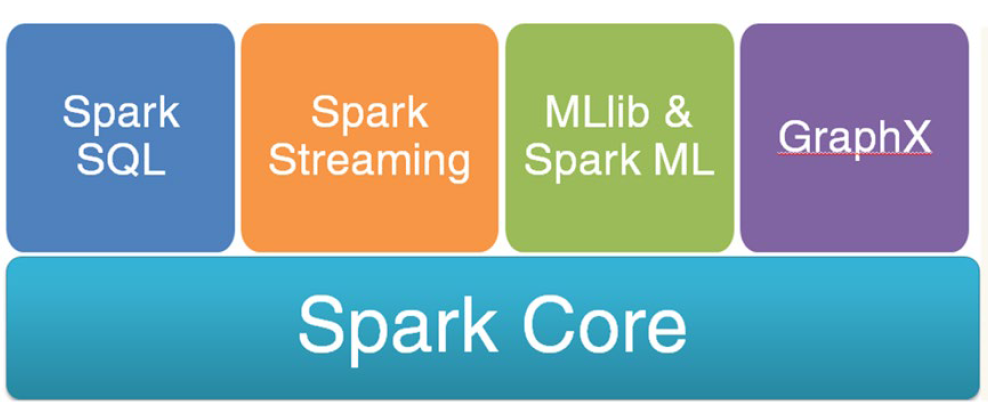 Spark
SQL
Spark
Streaming
MLlib &
Spark ML
GraphX
Spark Core